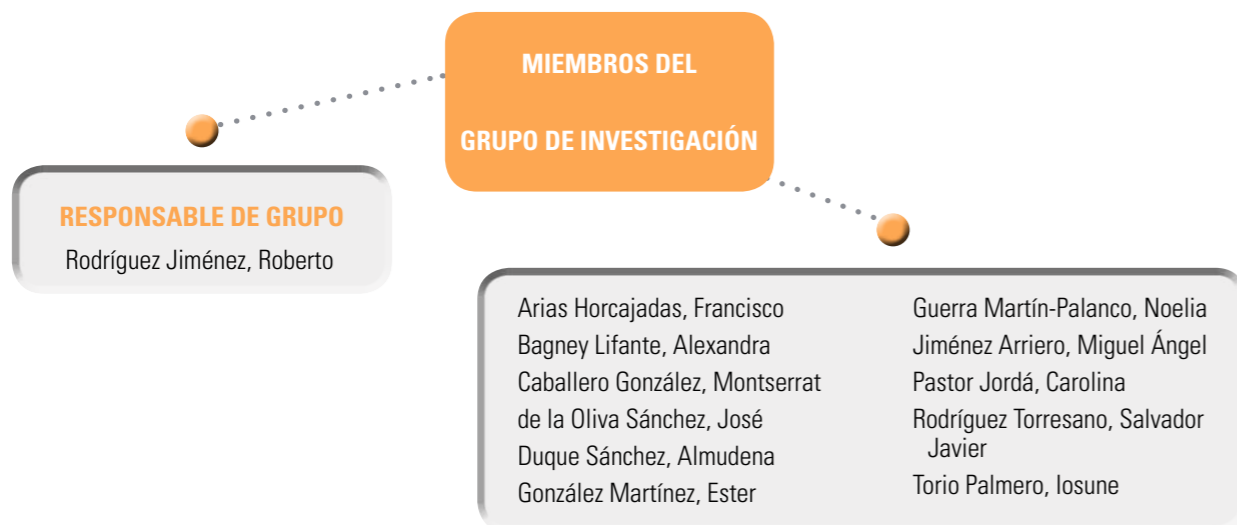 MIEMBROS DEL
GRUPO DE INVESTIGACIÓN
RESPONSABLE DE GRUPO
Rodríguez Jiménez, Roberto
Arias Horcajadas, Francisco
Bagney Lifante, Alexandra
Caballero González, Montserrat
de la Oliva Sánchez, José
Duque Sánchez, Almudena
González Martínez, Ester
Guerra Martín-Palanco, Noelia
Jiménez Arriero, Miguel Ángel
Pastor Jordá, Carolina
Rodríguez Torresano, Salvador
Javier
Torio Palmero, Iosune